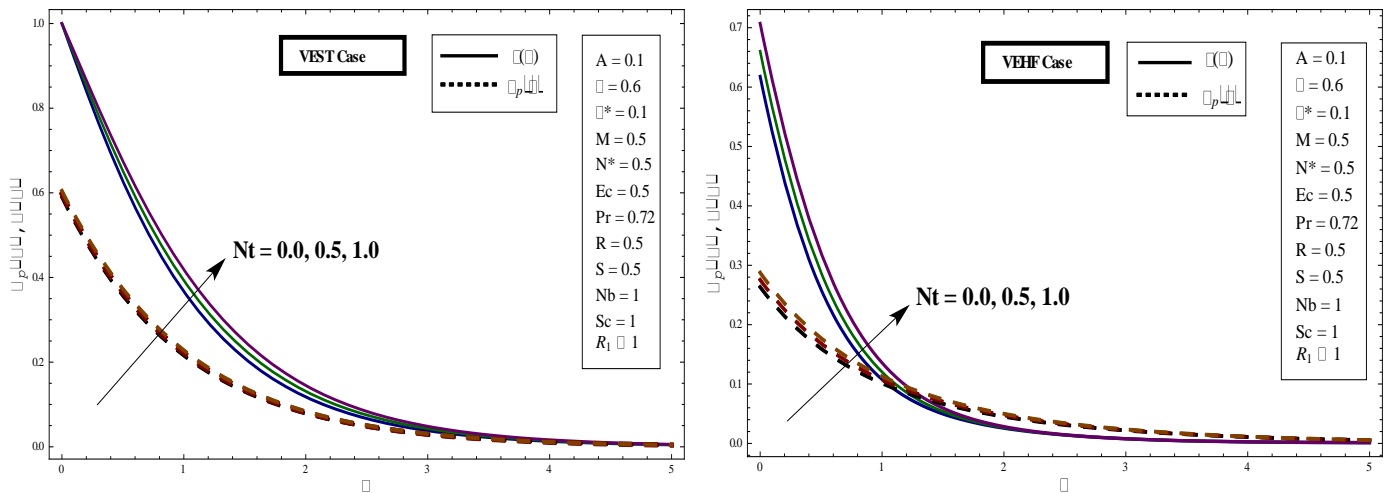 VEST Case
▯(▯)
▯p▯▯▯
A = 0.1
▯ = 0.6
▯* = 0.1
M = 0.5
N* = 0.5
Ec = 0.5
Pr = 0.72
R = 0.5
S = 0.5
Nb = 1
Sc = 1
R₁ ▯ 1
Nt = 0.0, 0.5, 1.0
1.0
0.8
0.6
0.4
0.2
0.0
0
1
2
3
4
5
▯
VEHF Case
▯(▯)
▯p▯▯▯
A = 0.1
▯ = 0.6
▯* = 0.1
M = 0.5
N* = 0.5
Ec = 0.5
Pr = 0.72
R = 0.5
S = 0.5
Nb = 1
Sc = 1
R₁ ▯ 1
Nt = 0.0, 0.5, 1.0
0.7
0.6
0.5
0.4
0.3
0.2
0.1
0.0
0
1
2
3
4
5
▯